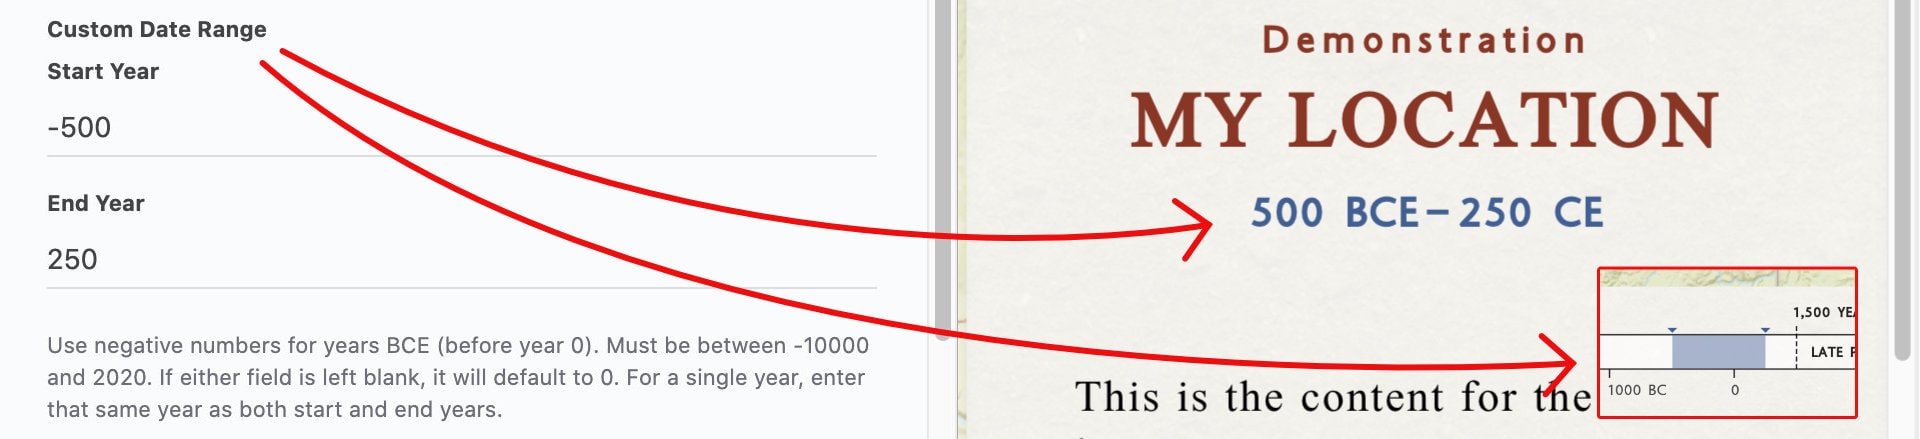 Custom Date Range
Start Year
-500
End Year
250
Use negative numbers for years BCE (before year 0). Must be between -10000
and 2020. If either field is left blank, it will default to 0. For a single year, enter
that same year as both start and end years.
Demonstration
MY LOCATION
500 BCE–250 CE
This is the content for the
1,500 YEA
LATE
1000 BC
0